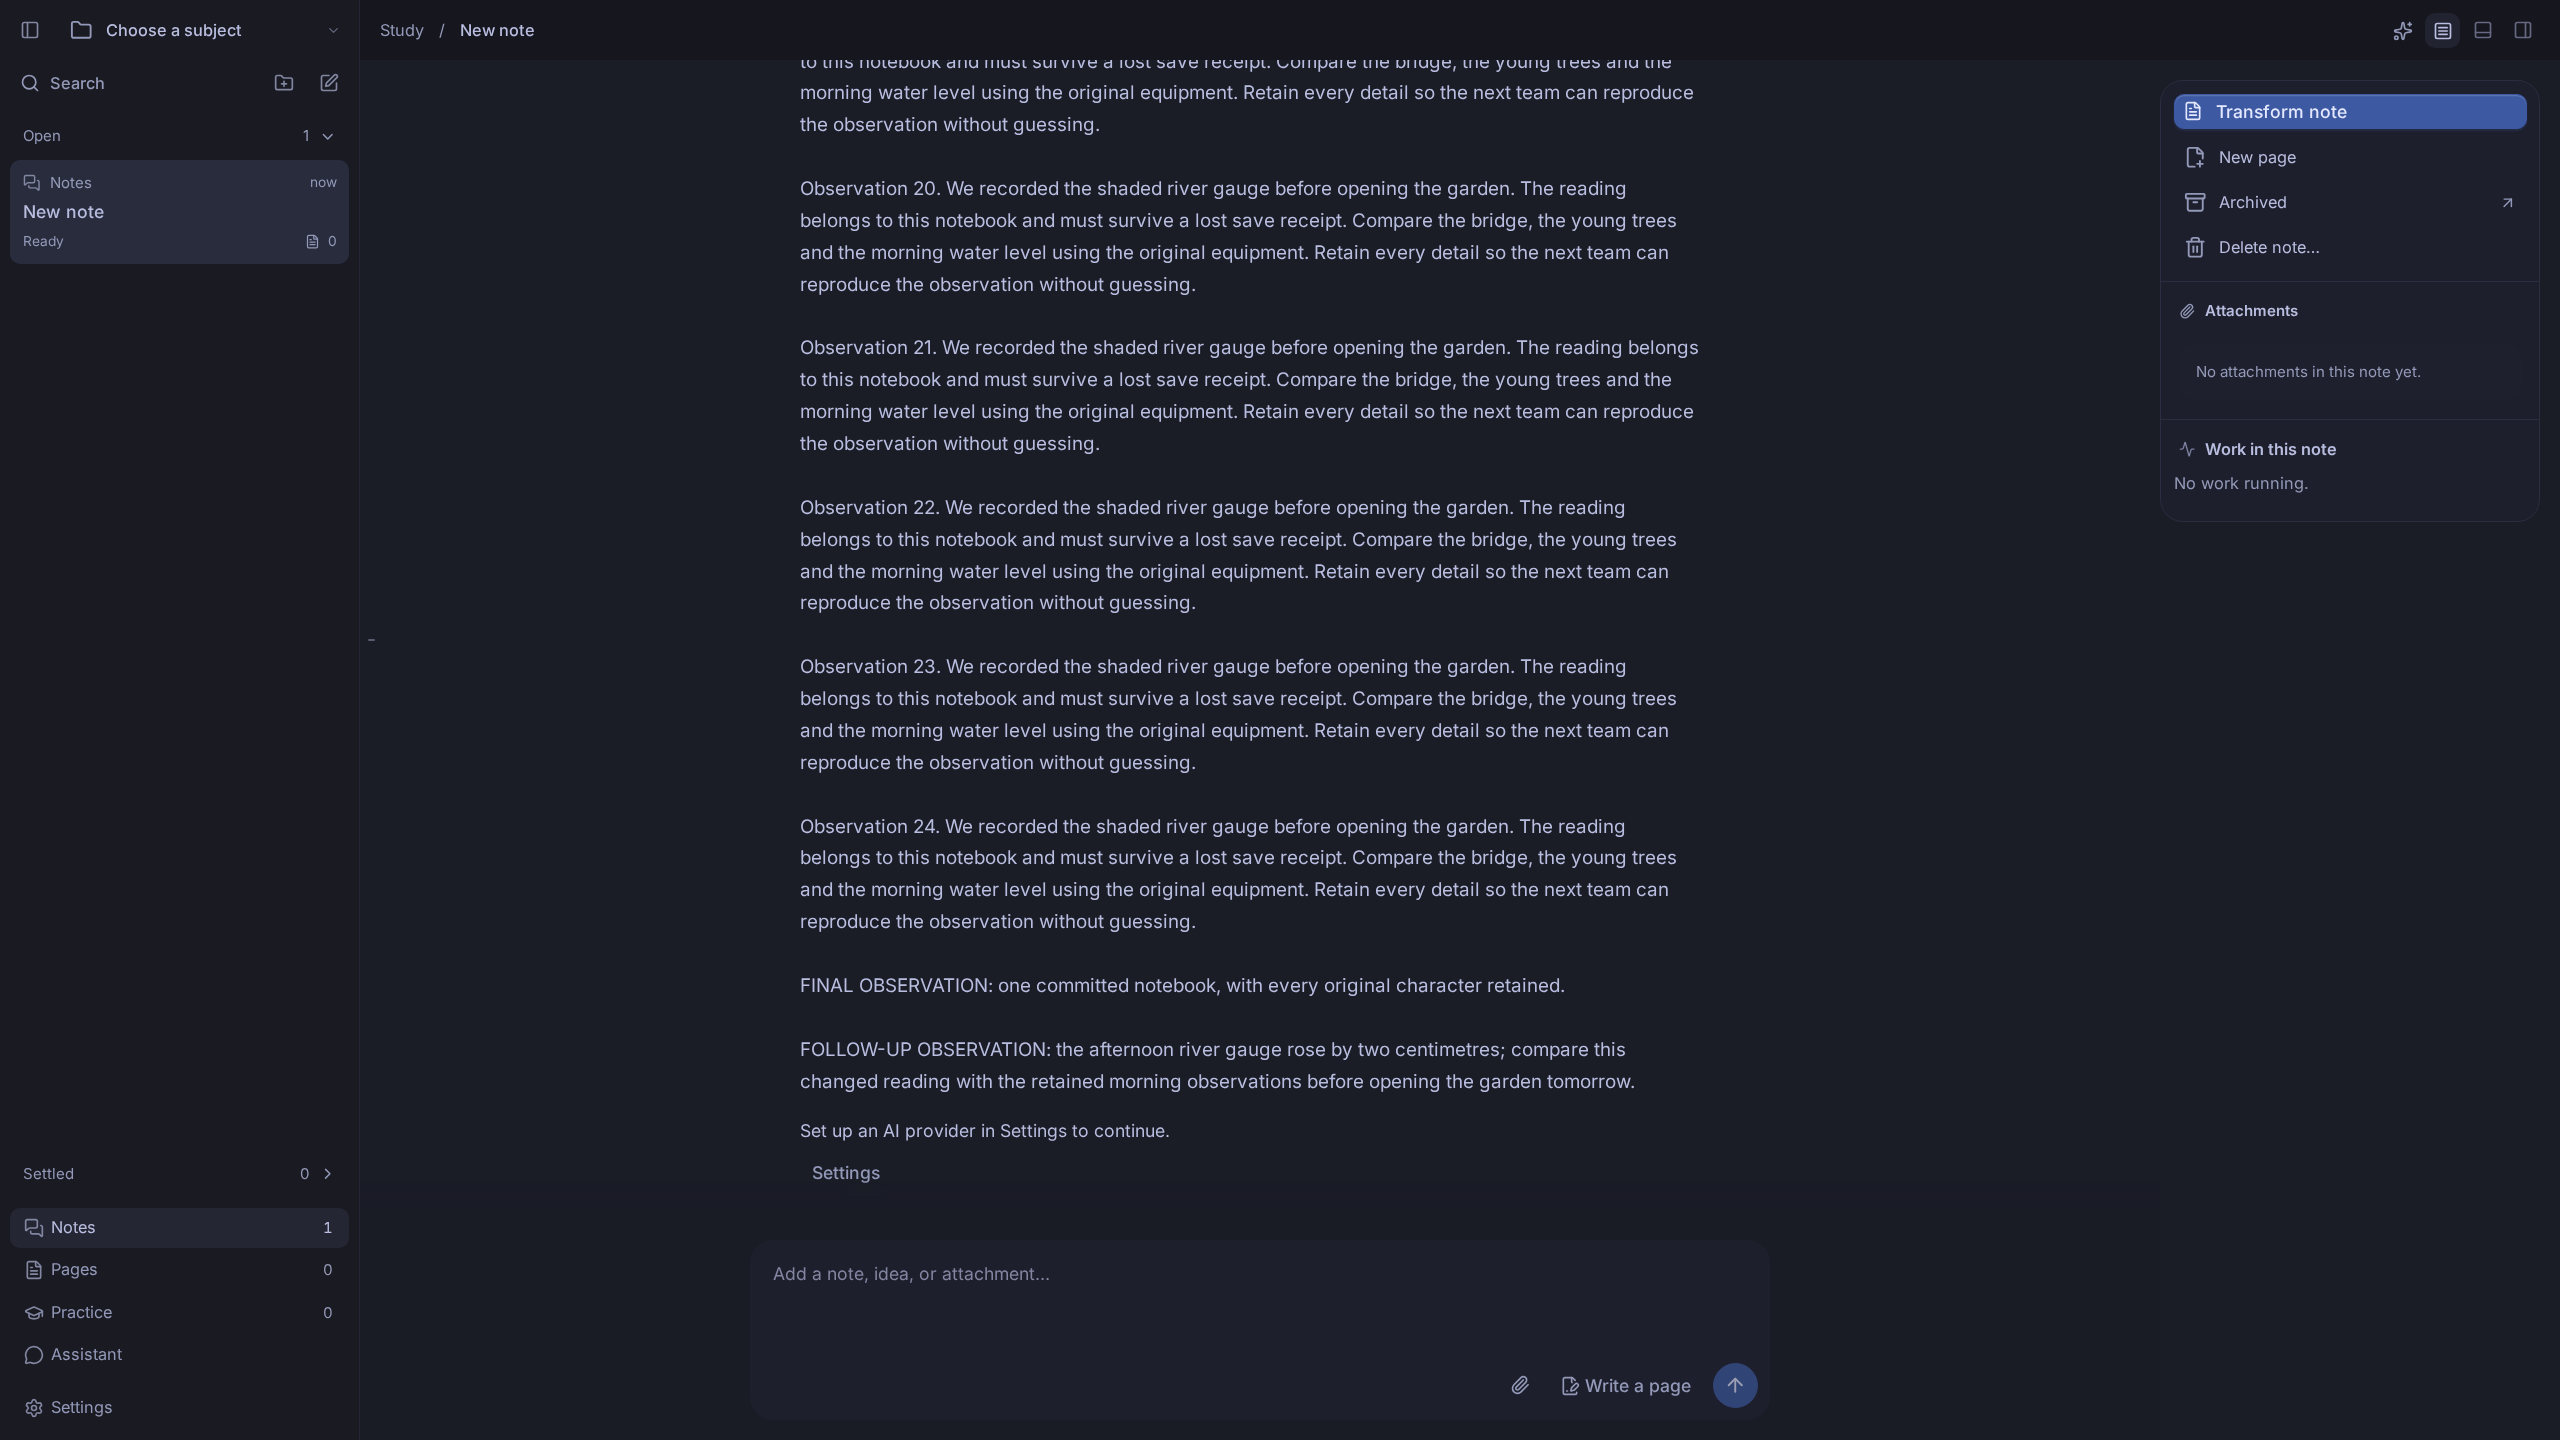 Choose a subject
Search
Open 1
Notes now
New note
Ready 0
Settled 0
Notes 1
Pages 0
Practice 0
Assistant
Settings
Study / New note
to this notebook and must survive a lost save receipt. Compare the bridge, the young trees and the
morning water level using the original equipment. Retain every detail so the next team can reproduce
the observation without guessing.
Observation 20. We recorded the shaded river gauge before opening the garden. The reading
belongs to this notebook and must survive a lost save receipt. Compare the bridge, the young trees
and the morning water level using the original equipment. Retain every detail so the next team can
reproduce the observation without guessing.
Observation 21. We recorded the shaded river gauge before opening the garden. The reading belongs
to this notebook and must survive a lost save receipt. Compare the bridge, the young trees and the
morning water level using the original equipment. Retain every detail so the next team can reproduce
the observation without guessing.
Observation 22. We recorded the shaded river gauge before opening the garden. The reading
belongs to this notebook and must survive a lost save receipt. Compare the bridge, the young trees
and the morning water level using the original equipment. Retain every detail so the next team can
reproduce the observation without guessing.
Observation 23. We recorded the shaded river gauge before opening the garden. The reading
belongs to this notebook and must survive a lost save receipt. Compare the bridge, the young trees
and the morning water level using the original equipment. Retain every detail so the next team can
reproduce the observation without guessing.
Observation 24. We recorded the shaded river gauge before opening the garden. The reading
belongs to this notebook and must survive a lost save receipt. Compare the bridge, the young trees
and the morning water level using the original equipment. Retain every detail so the next team can
reproduce the observation without guessing.
FINAL OBSERVATION: one committed notebook, with every original character retained.
FOLLOW-UP OBSERVATION: the afternoon river gauge rose by two centimetres; compare this
changed reading with the retained morning observations before opening the garden tomorrow.
Set up an AI provider in Settings to continue.
Settings
Add a note, idea, or attachment...
Write a page
Transform note
New page
Archived
Delete note...
Attachments
No attachments in this note yet.
Work in this note
No work running.